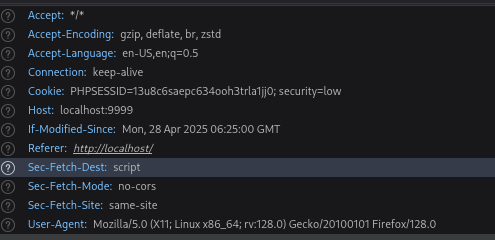 Accept: */*
Accept-Encoding: gzip, deflate, br, zstd
Accept-Language: en-US,en;q=0.5
Connection: keep-alive
Cookie: PHPSESSID=13u8c6saepc634ooh3trla1jj0; security=low
Host: localhost:9999
If-Modified-Since: Mon, 28 Apr 2025 06:25:00 GMT
Referer: http://localhost/
Sec-Fetch-Dest: script
Sec-Fetch-Mode: no-cors
Sec-Fetch-Site: same-site
User-Agent: Mozilla/5.0 (X11; Linux x86_64; rv:128.0) Gecko/20100101 Firefox/128.0